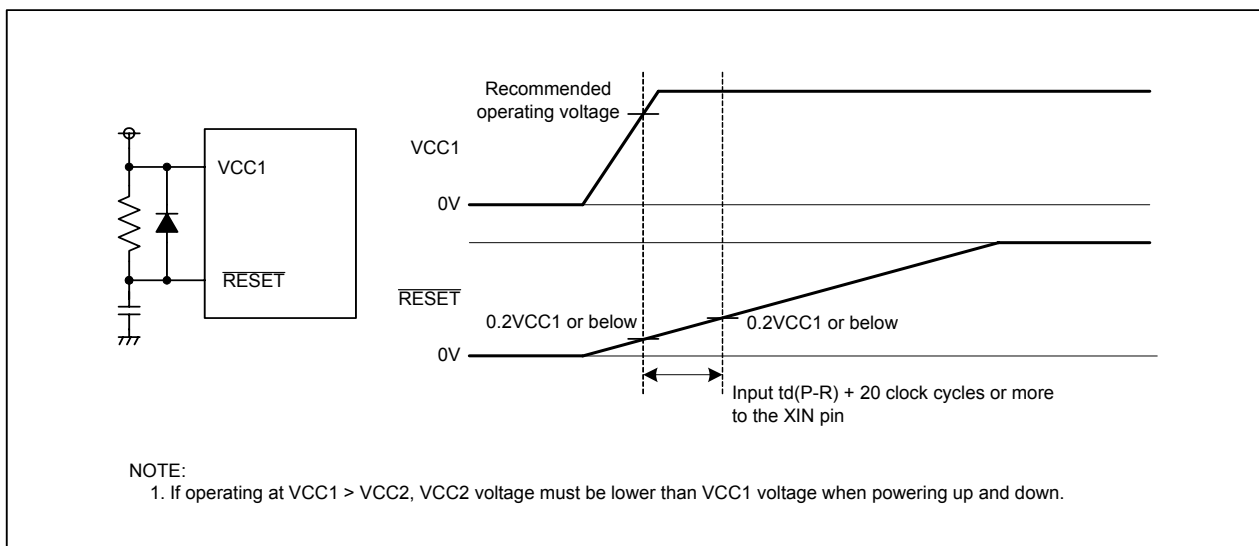 Recommended
operating voltage
VCC1
VCC1
0V
RESET
RESET
0.2VCC1 or below
0.2VCC1 or below
0V
Input td(P-R) + 20 clock cycles or more
to the XIN pin
NOTE:
1. If operating at VCC1 > VCC2, VCC2 voltage must be lower than VCC1 voltage when powering up and down.